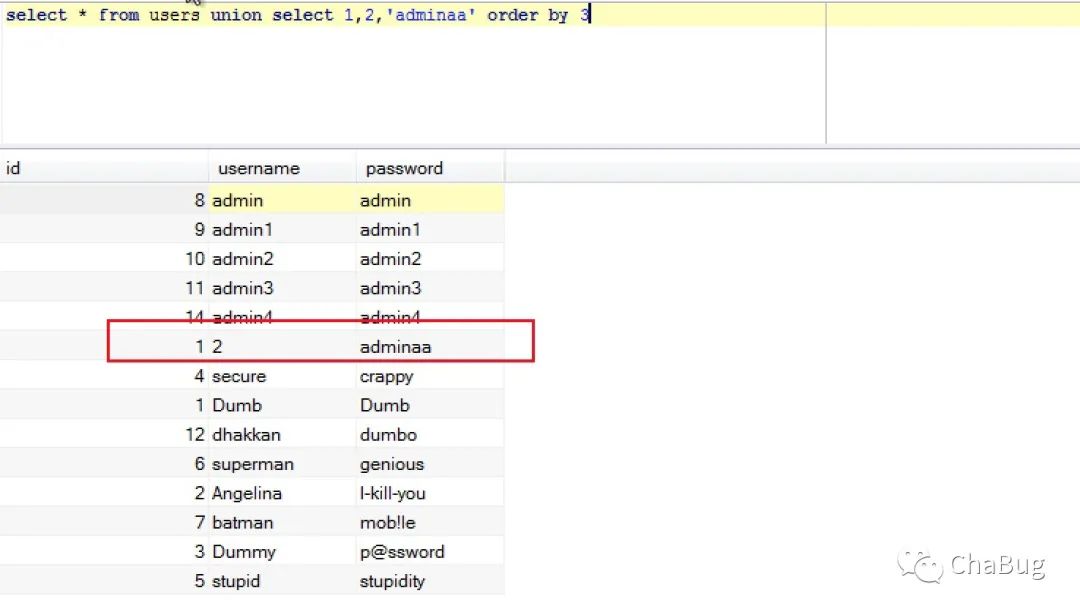 select * from users union select 1,2,'adminaa' order by 3
id username password
8 admin admin
9 admin1 admin1
10 admin2 admin2
11 admin3 admin3
14 admin4 admin4
1 2 adminaa
4 secure crappy
1 Dumb Dumb
12 dhakkan dumbo
6 superman genious
2 Angelina I-kill-you
7 batman mob!le
3 Dummy p@ssword
5 stupid stupidity
ChaBug